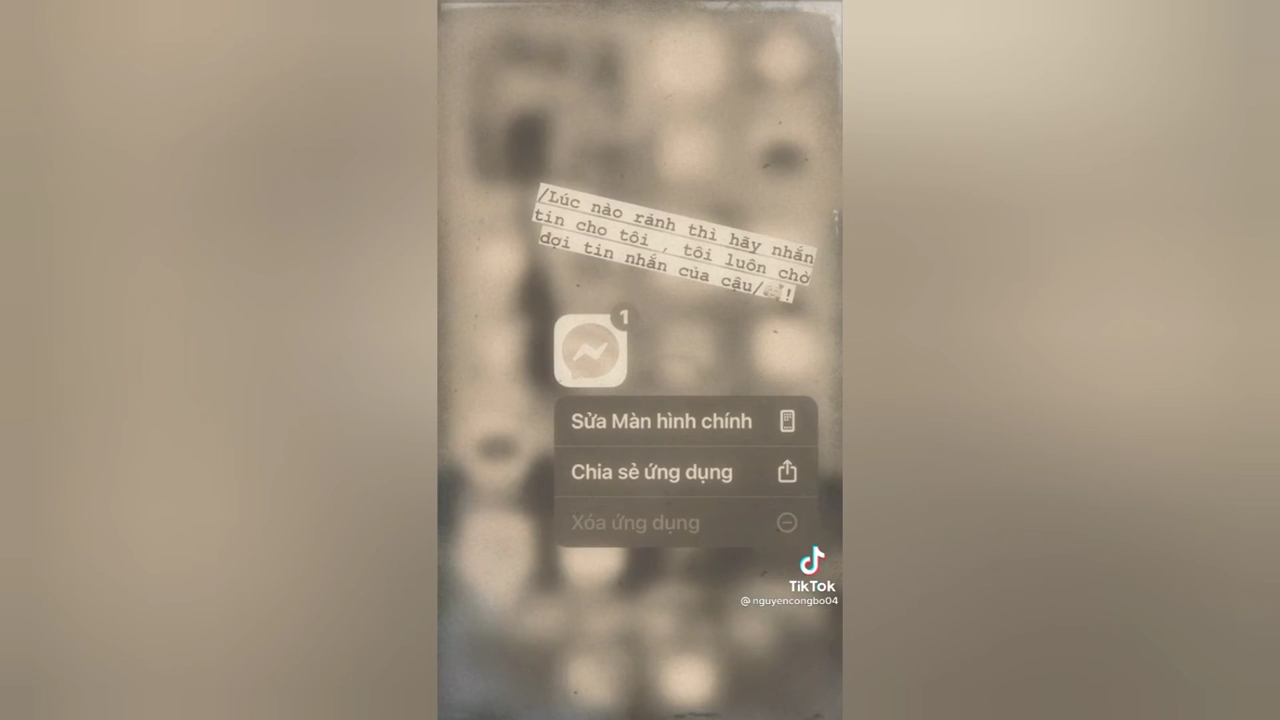 /Lúc nào rảnh thì hãy nhắn
tin cho tôi , tôi luôn chờ
đợi tin nhắn của cậu/!
1
Sửa Màn hình chính
Chia sẻ ứng dụng
Xóa ứng dụng
TikTok
@nguyencongbo04